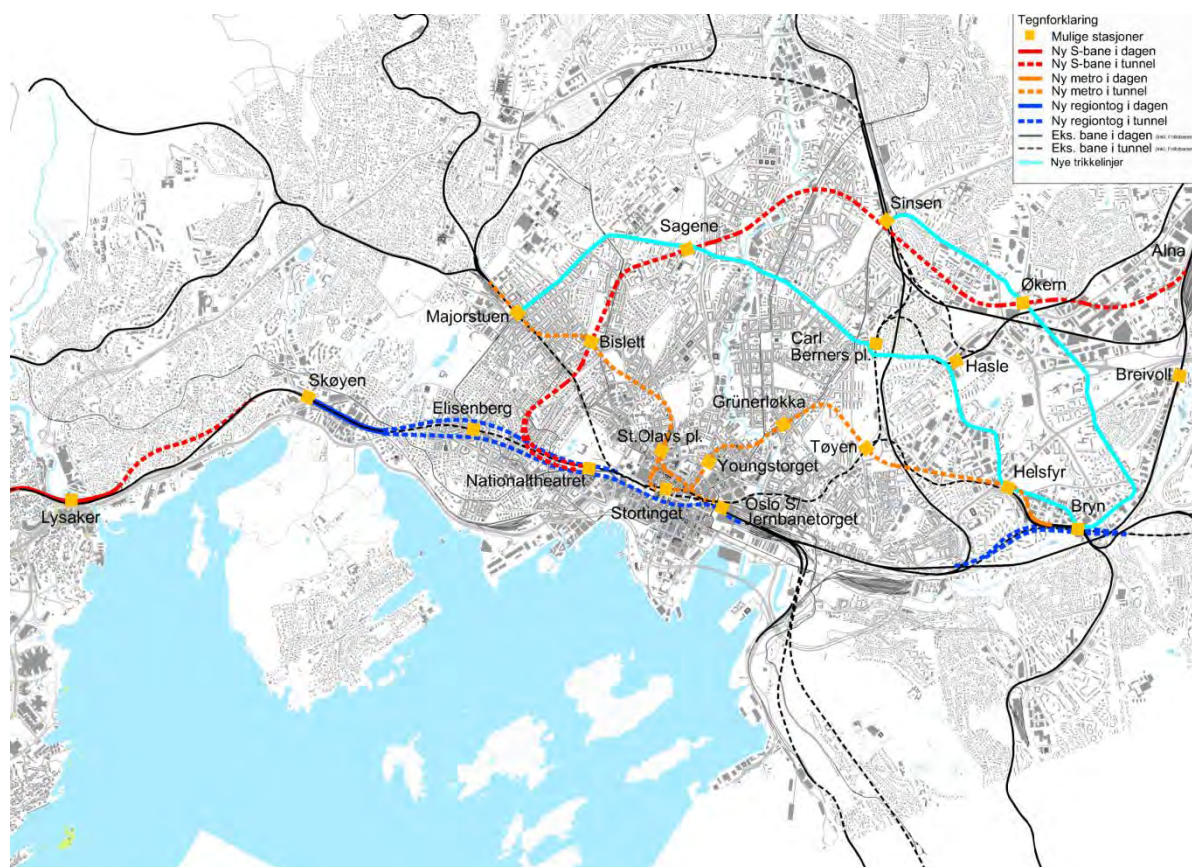 Tegnforklaring
Mulige stasjoner
Ny S-bane i dagen
Ny S-bane i tunnel
Ny metro i dagen
Ny metro i tunnel
Ny regiontog i dagen
Ny regiontog i tunnel
Eks. bane i dagen
Eks. bane i tunnel
Nye trikkelinjer
Sinsen
Sagene
Alna
Økern
Majorstuen
Bislett
Carl
Berners pl.
Hasle
Breivoll
Skøyen
Elisenberg
Grünerløkka
St.Olavs pl.
Tøyen
Youngstorget
Helsfyr
Nationaltheatret
Lysaker
Stortinget
Oslo S/
Jernbanetorget
Bryn